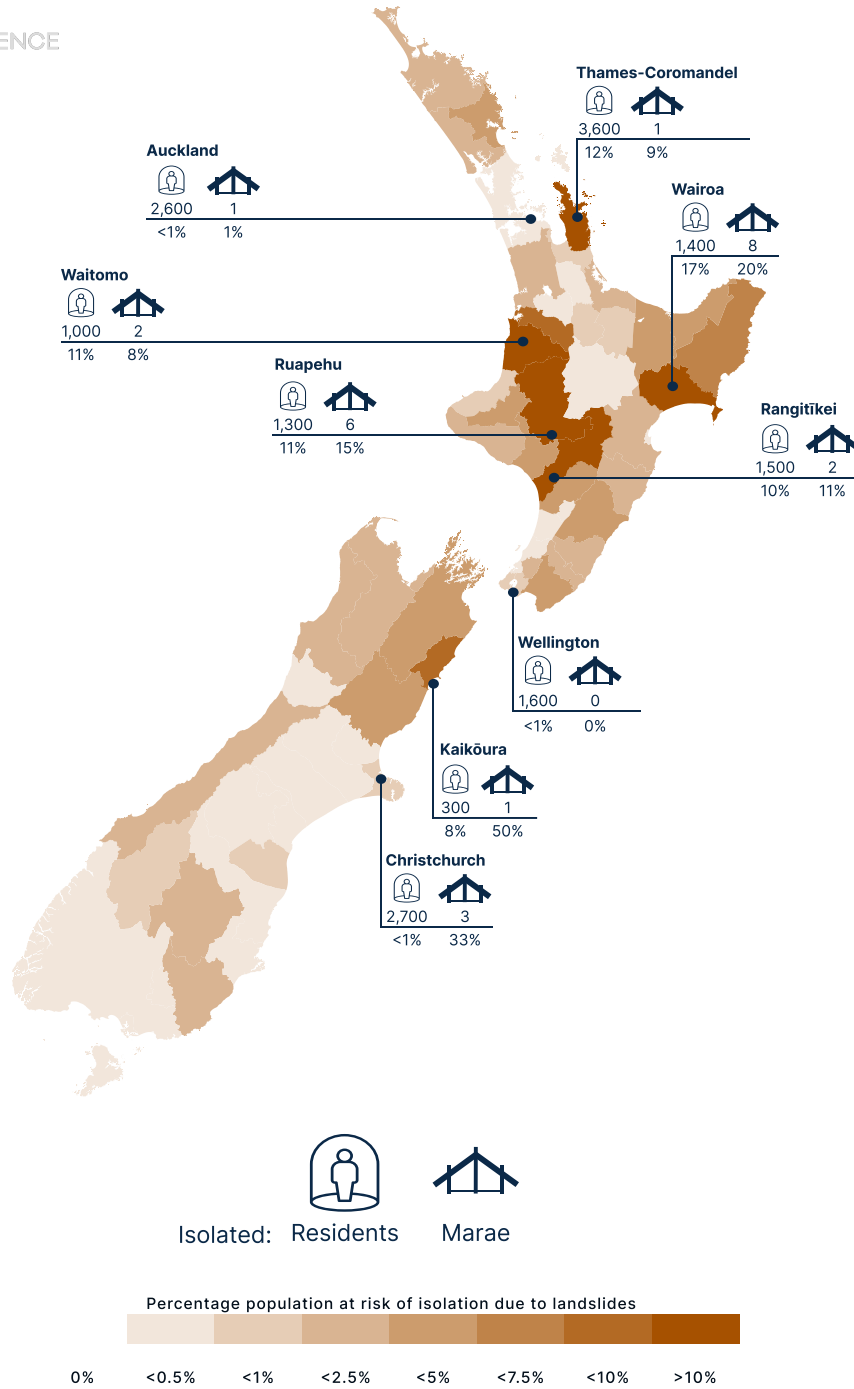 ENCE
Thames-Coromandel
3,600 1
12% 9%
Auckland
2,600 1
<1% 1%
Wairoa
1,400 8
17% 20%
Waitomo
1,000 2
11% 8%
Ruapehu
1,300 6
11% 15%
Rangitīkei
1,500 2
10% 11%
Wellington
1,600 0
<1% 0%
Kaikōura
300 1
8% 50%
Christchurch
2,700 3
<1% 33%
Isolated: Residents Marae
Percentage population at risk of isolation due to landslides
0% <0.5% <1% <2.5% <5% <7.5% <10% >10%